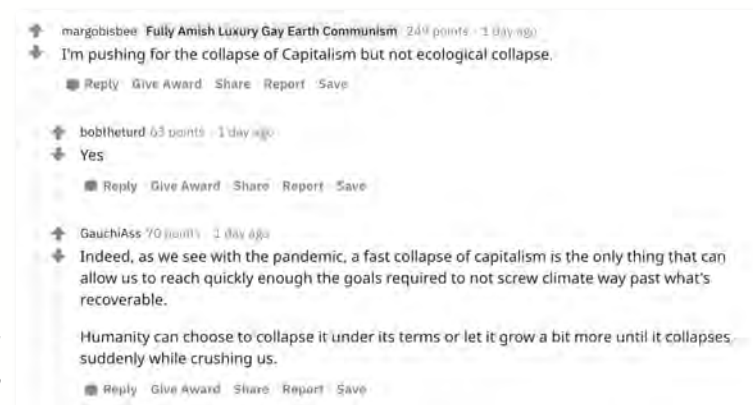 margobisbee Fully Amish Luxury Gay Earth Communism 249 points · 1 day ago
I'm pushing for the collapse of Capitalism but not ecological collapse.
Reply Give Award Share Report Save
bobtheturd 63 points · 1 day ago
Yes
Reply Give Award Share Report Save
GauchiAss 70 points · 1 day ago
Indeed, as we see with the pandemic, a fast collapse of capitalism is the only thing that can
allow us to reach quickly enough the goals required to not screw climate way past what's
recoverable.
Humanity can choose to collapse it under its terms or let it grow a bit more until it collapses
suddenly while crushing us.
Reply Give Award Share Report Save